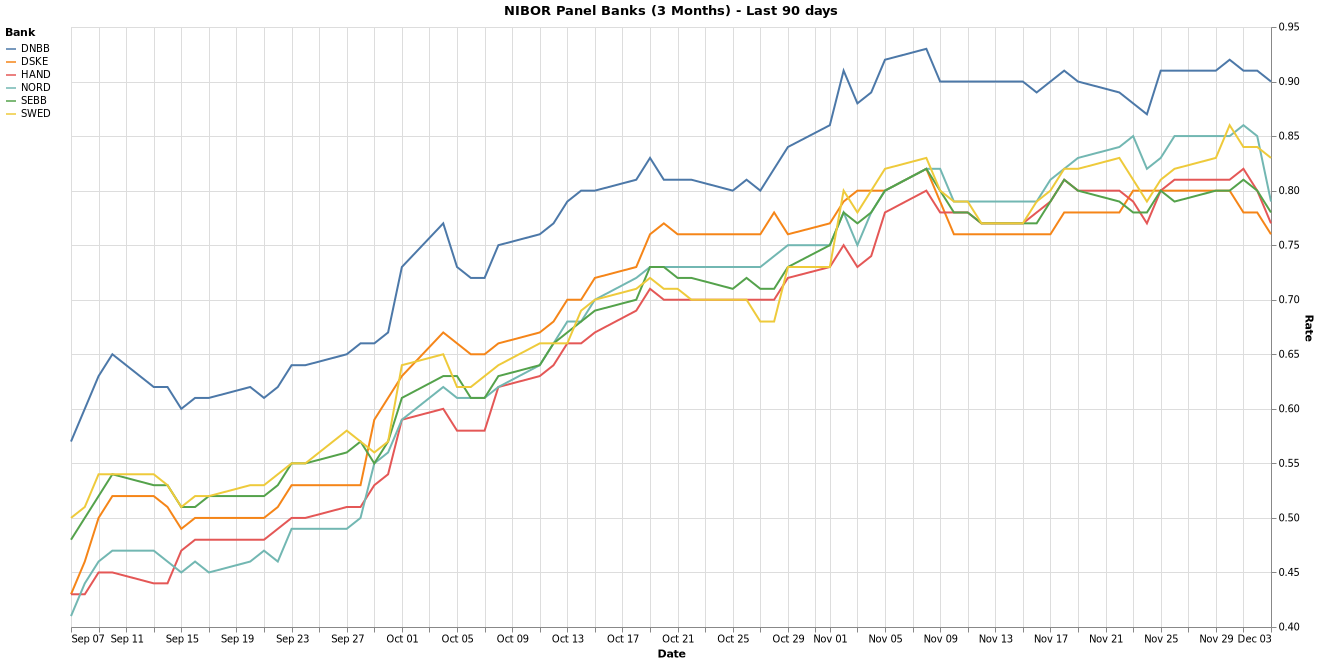 NIBOR Panel Banks (3 Months) - Last 90 days
Bank
DNBB
DSKE
HAND
NORD
SEBB
SWED
0.95
0.90
0.85
0.80
0.75
0.70
0.65
0.60
0.55
0.50
0.45
0.40
Rate
Sep 07 Sep 11 Sep 15 Sep 19 Sep 23 Sep 27 Oct 01 Oct 05 Oct 09 Oct 13 Oct 17 Oct 21 Oct 25 Oct 29 Nov 01 Nov 05 Nov 09 Nov 13 Nov 17 Nov 21 Nov 25 Nov 29 Dec 03
Date